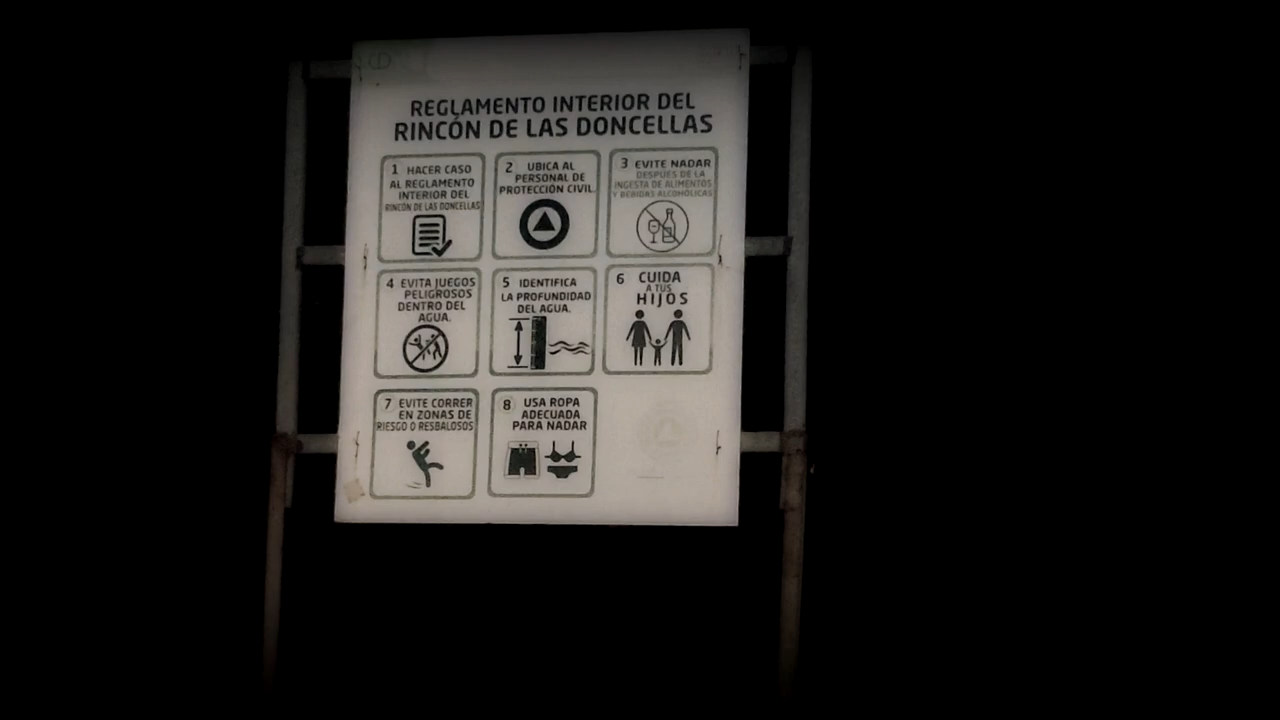 REGLAMENTO INTERIOR DEL
RINCÓN DE LAS DONCELLAS
1 HACER CASO
AL REGLAMENTO
INTERIOR DEL
RINCÓN DE LAS DONCELLAS
2 UBICA AL
PERSONAL DE
PROTECCIÓN CIVIL.
3 EVITE NADAR
DESPUÉS DE LA
INGESTA DE ALIMENTOS
Y BEBIDAS ALCOHÓLICAS
4 EVITA JUEGOS
PELIGROSOS
DENTRO DEL
AGUA.
5 IDENTIFICA
LA PROFUNDIDAD
DEL AGUA.
6 CUIDA
A TUS
HIJOS
7 EVITE CORRER
EN ZONAS DE
RIESGO O RESBALOSOS
8 USA ROPA
ADECUADA
PARA NADAR